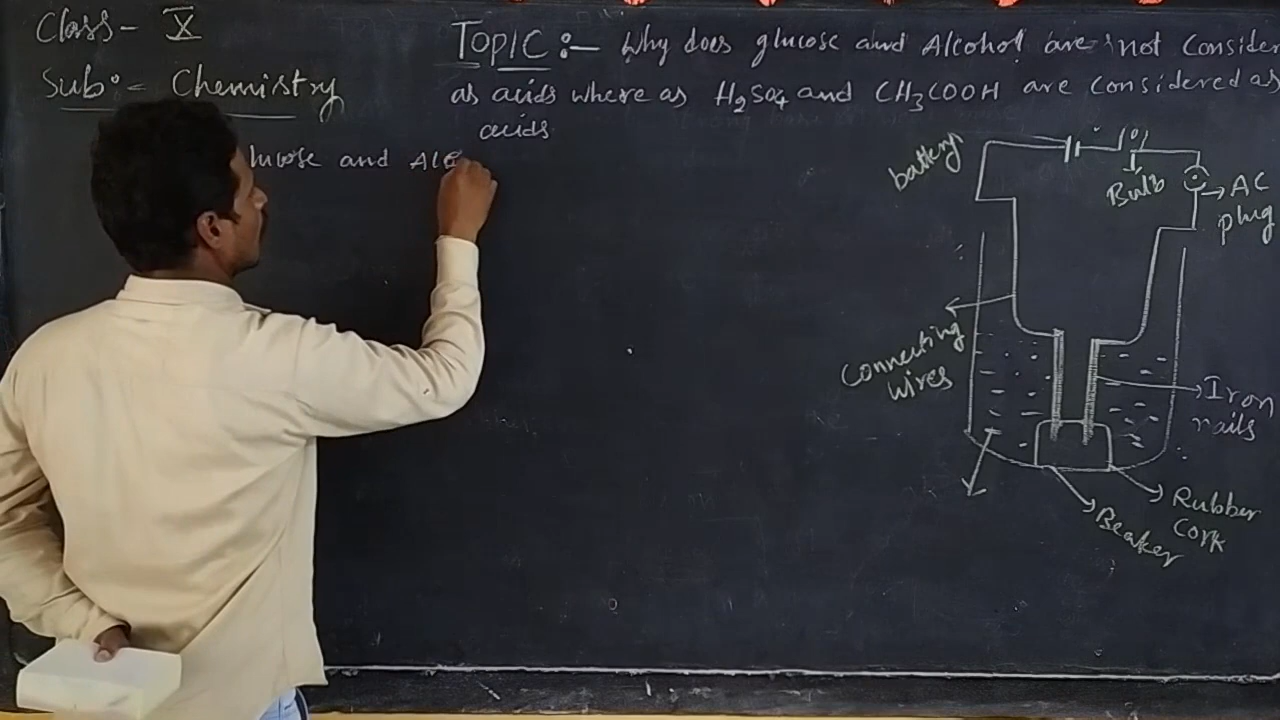 Class- X
Sub:- Chemistry
TOPIC :- Why does glucose and Alcohol are not Consider
as acids where as H2SO4 and CH3COOH are considered as
acids
lucose and Alc
battery
Bulb
AC
plug
Connecting
wires
Iron
nails
Rubber
Cork
Beaker